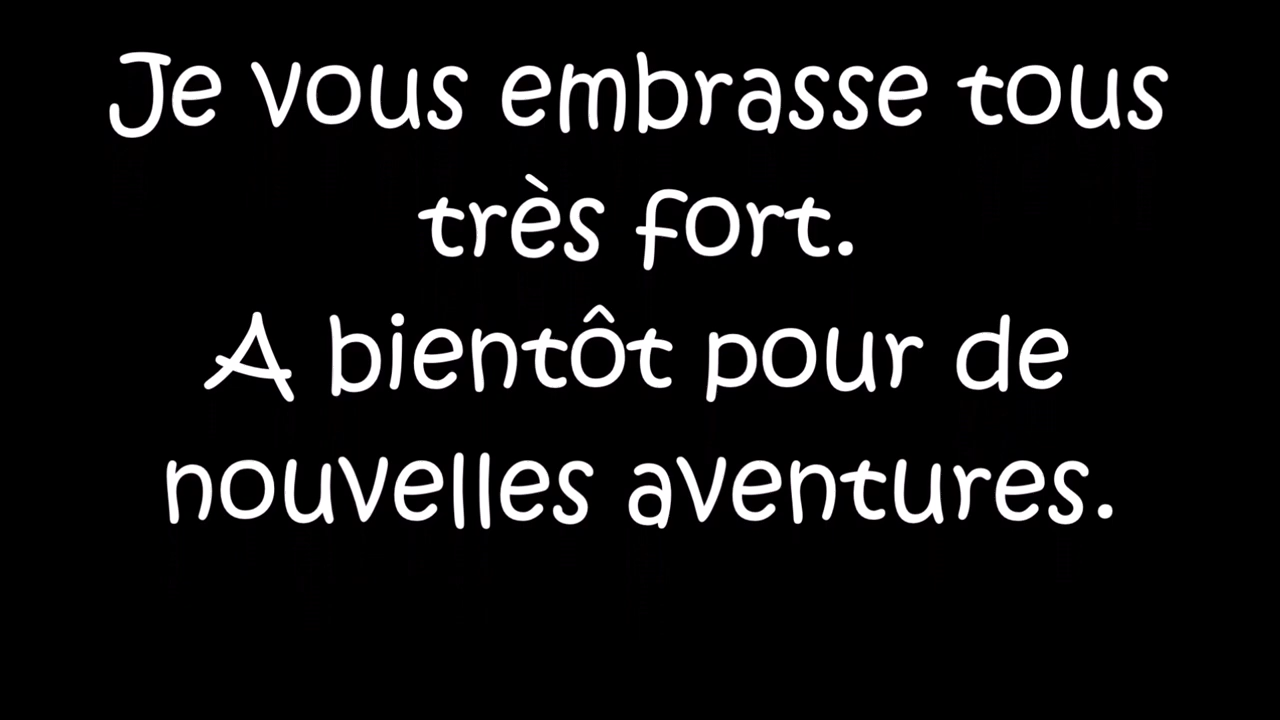 Je vous embrasse tous
très fort.
A bientôt pour de
nouvelles aventures.